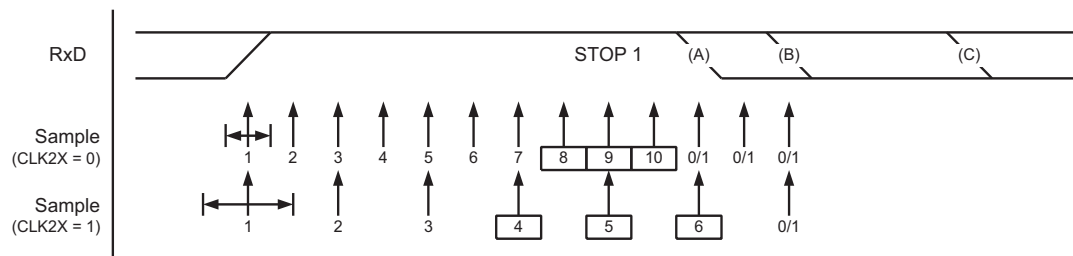 RxD STOP 1 (A) (B) (C)
Sample
(CLK2X = 0)
1 2 3 4 5 6 7 8 9 10 0/1 0/1 0/1
Sample
(CLK2X = 1)
1 2 3 4 5 6 0/1